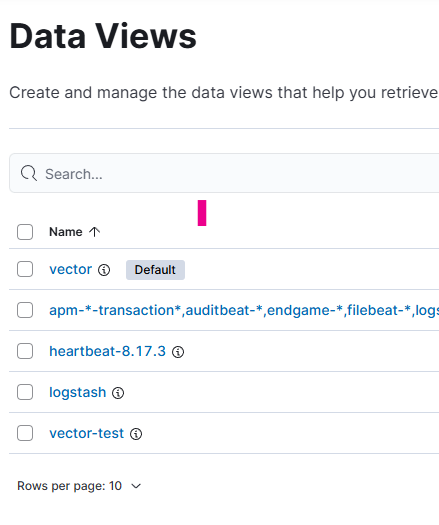 Data Views
Create and manage the data views that help you retrieve
Search...
Name
vector Default
apm-*-transaction*,auditbeat-*,endgame-*,filebeat-*,logs
heartbeat-8.17.3
logstash
vector-test
Rows per page: 10